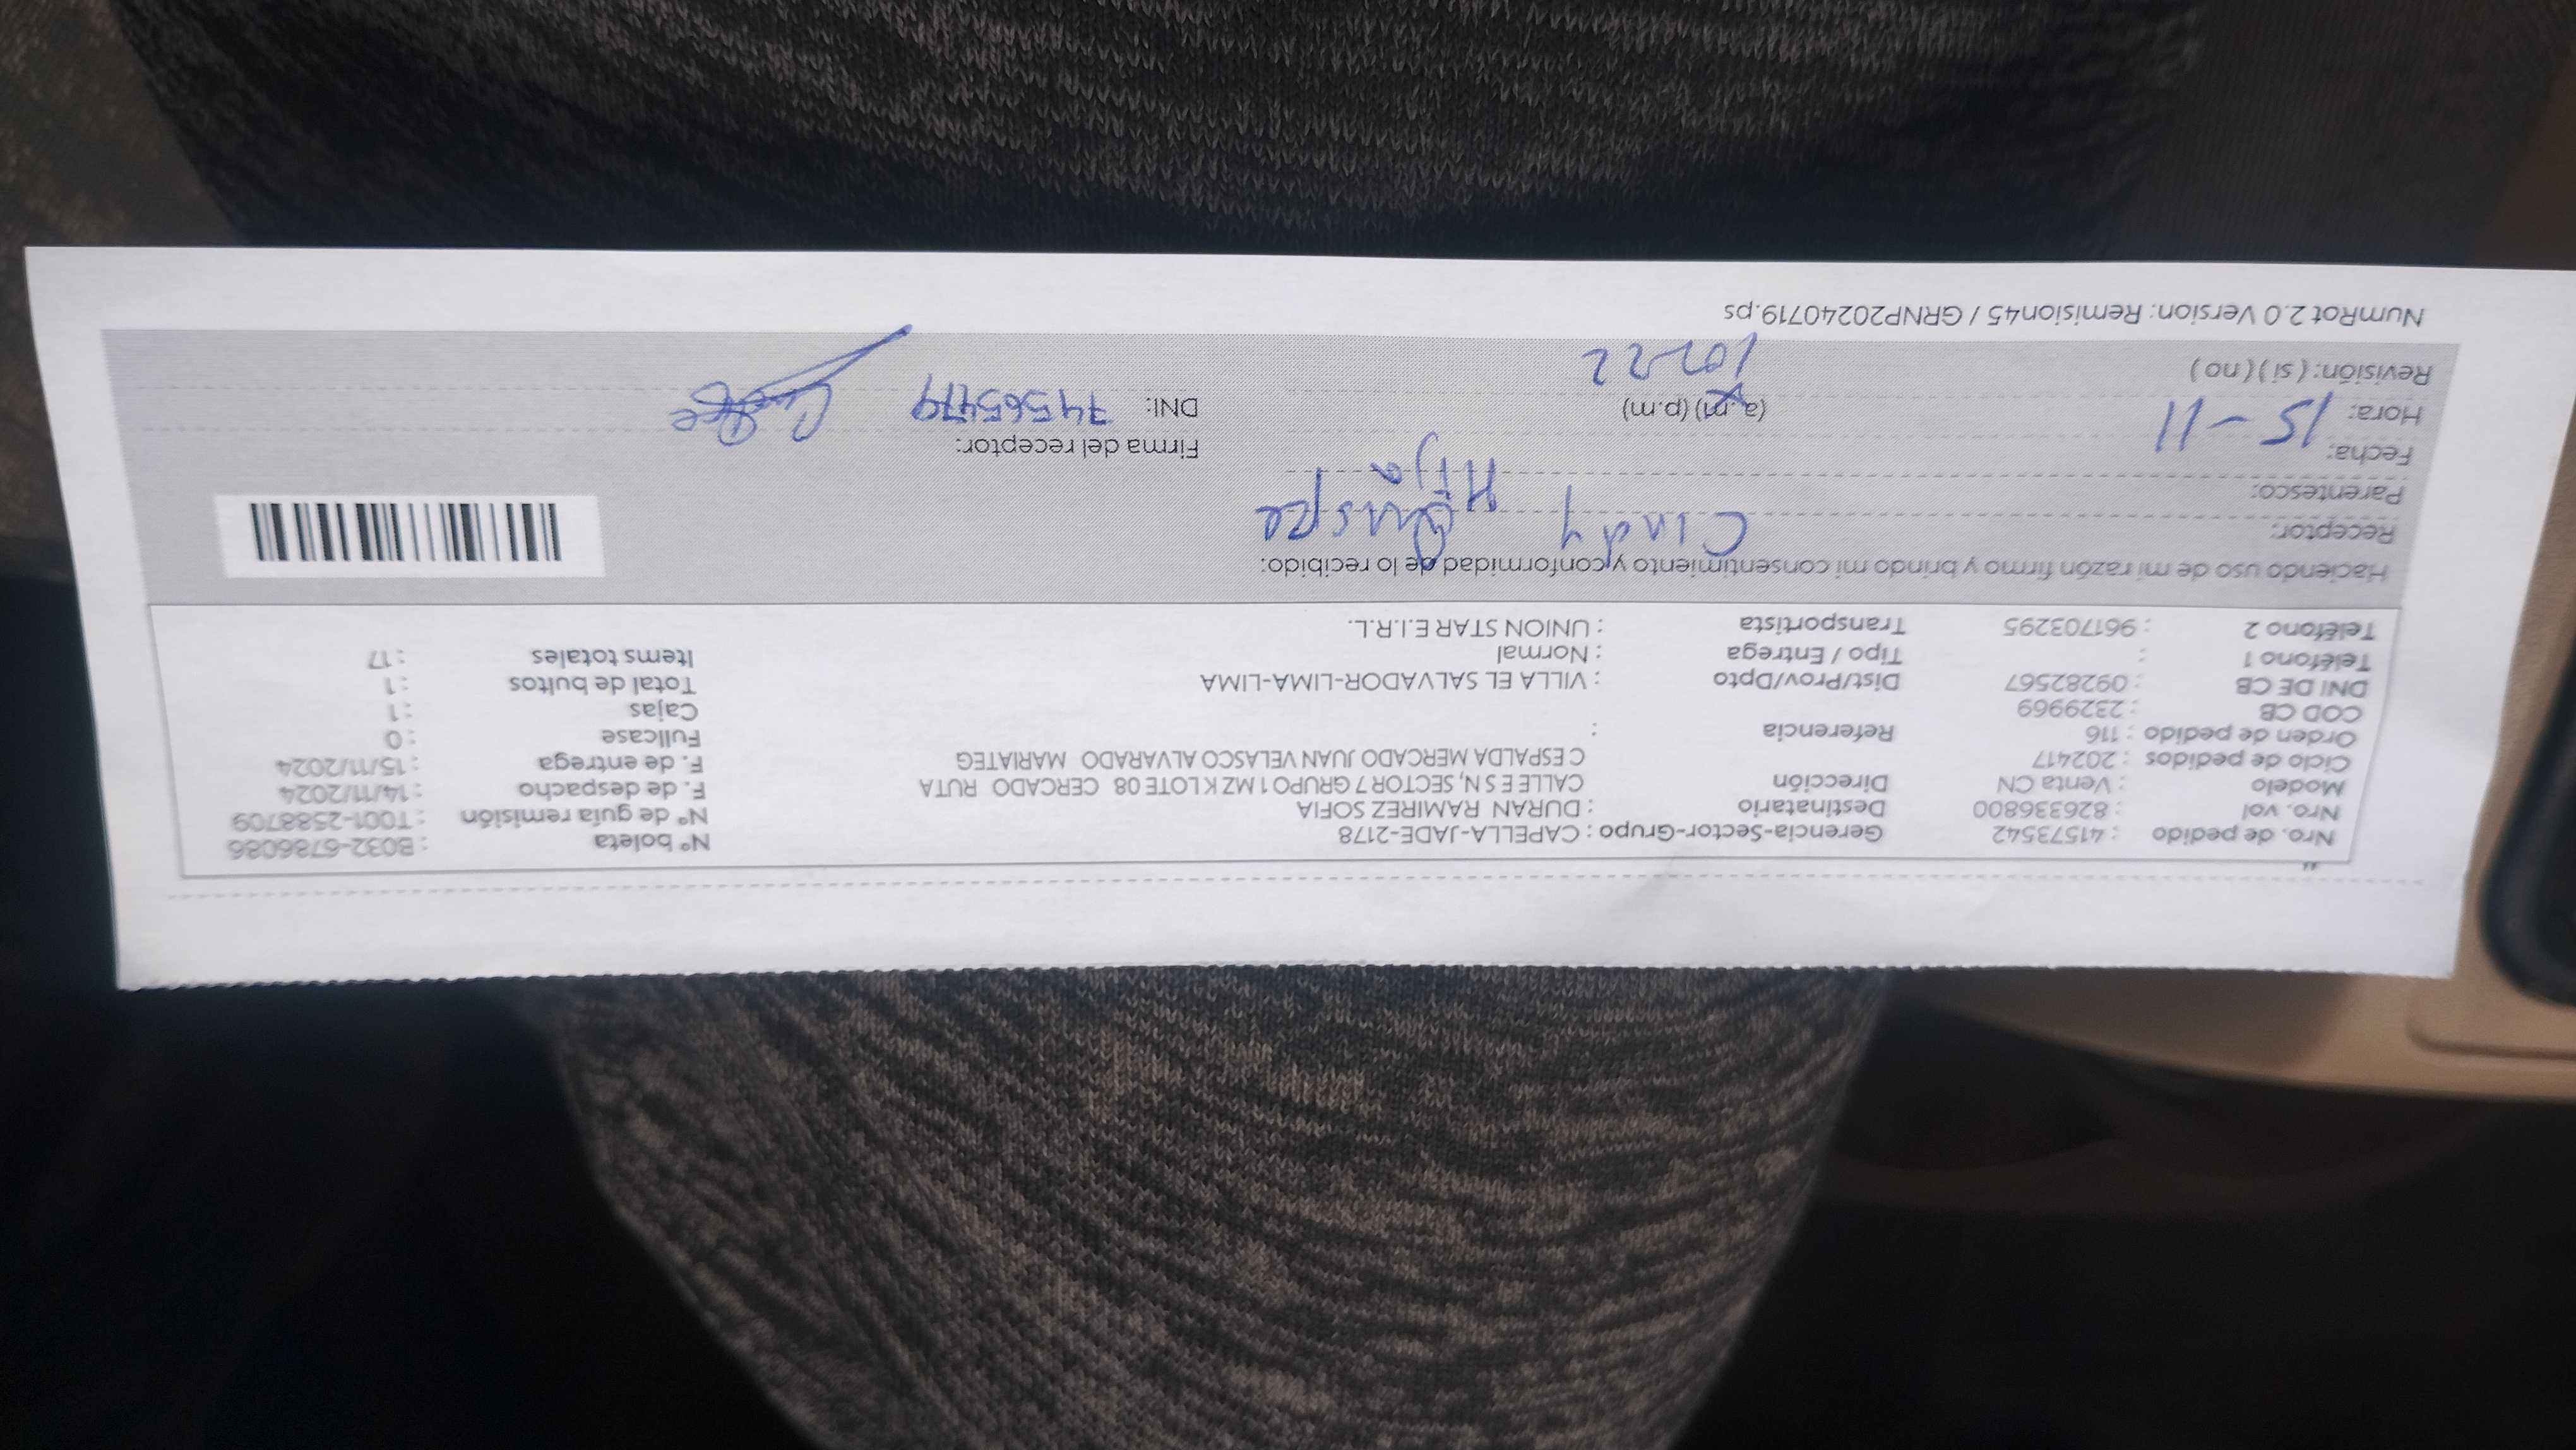 Nro. de pedido : 41573542 Gerencia-Sector-Grupo : CAPELLA-JADE-2178 Nº boleta : B032-6786086
Nro. vol : 826336800 Destinatario : DURAN RAMIREZ SOFIA Nº de guía remisión : T001-2588709
Modelo : Venta CN Dirección CALLE E S N, SECTOR 7 GRUPO 1 MZ K LOTE 08 CERCADO RUTA F. de despacho : 14/11/2024
Ciclo de pedidos : 202417 C ESPALDA MERCADO JUAN VELASCO ALVARADO MARIATEG F. de entrega : 15/11/2024
Orden de pedido : 116 Referencia : Fullcase : 0
COD CB : 2329969 Cajas : 1
DNI DE CB : 09282567 Dist/Prov/Dpto : VILLA EL SALVADOR-LIMA-LIMA Total de bultos : 1
Teléfono 1 : Tipo / Entrega : Normal Items totales : 17
Teléfono 2 : 961703295 Transportista : UNION STAR E.I.R.L.
Haciendo uso de mi razón firmo y brindo mi consentimiento y conformidad de lo recibido:
Receptor: Cindy Quispe
Parentesco: Hija
Fecha: 15-11 Firma del receptor:
Hora: (a.m) (p.m) DNI:
Revisión: ( si ) ( no )
NumRot 2.0 Version: Remision45 / GRNP20240719.ps